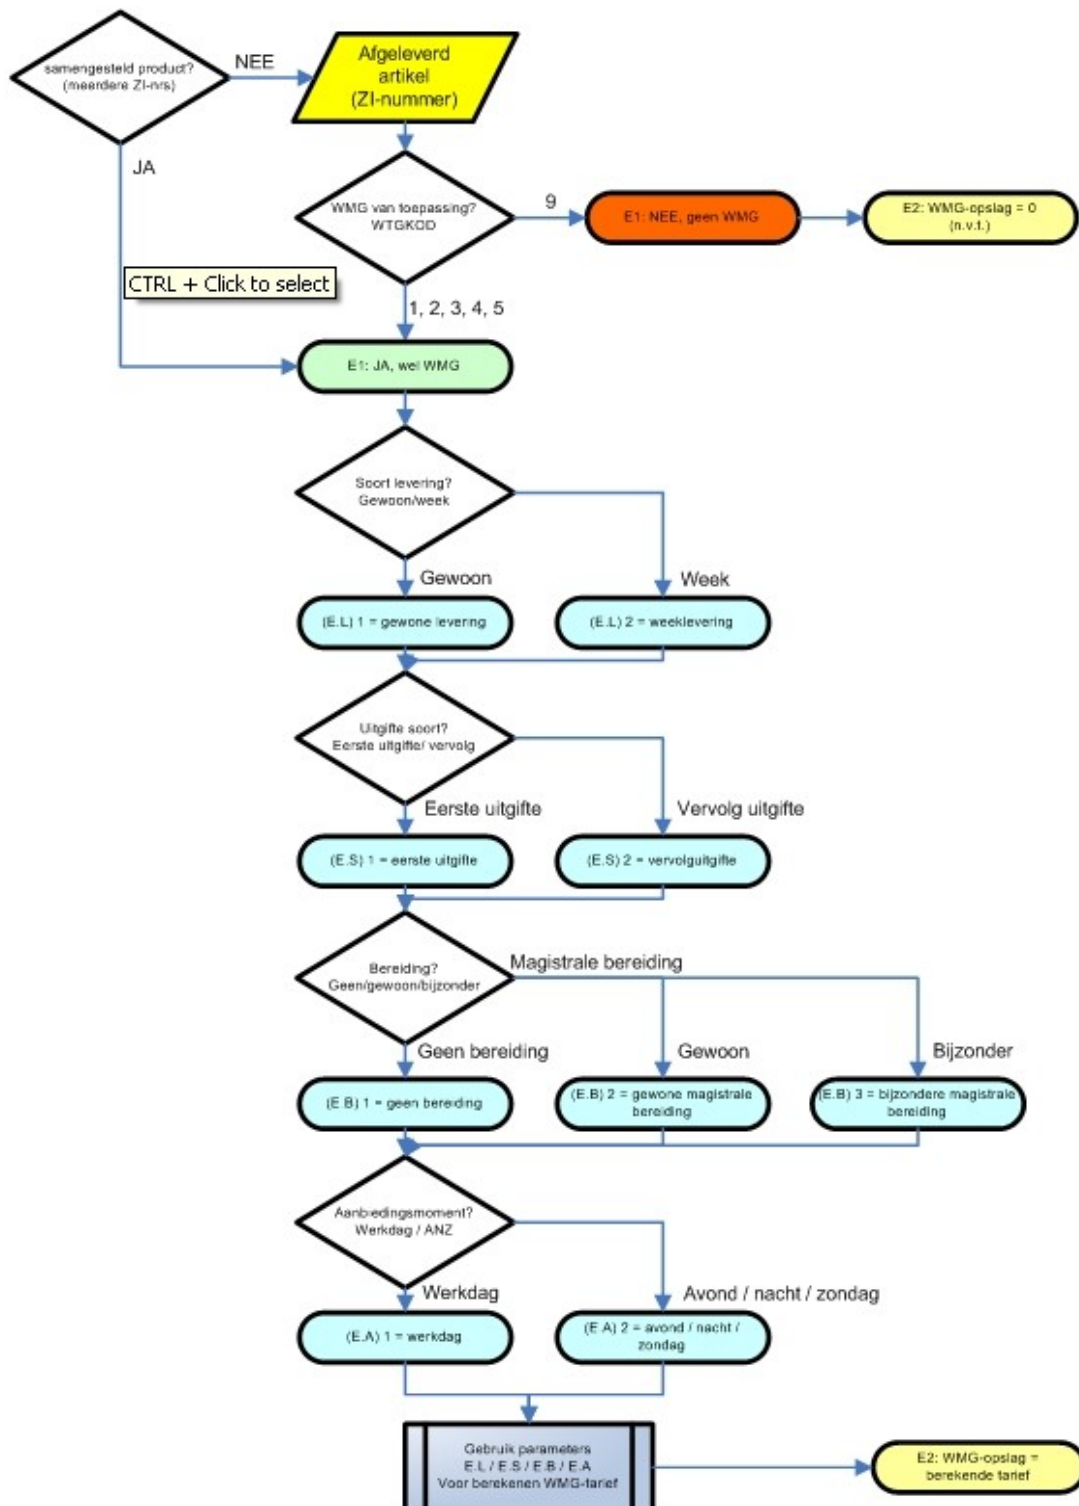 samengesteld product?
(meerdere ZI-nrs)
NEE
Afgeleverd
artikel
(ZI-nummer)
JA
WMG van toepassing?
WTGKOD
9
E1: NEE, geen WMG
E2: WMG-opslag = 0
(n.v.t.)
CTRL + Click to select
1, 2, 3, 4, 5
E1: JA, wel WMG
Soort levering?
Gewoon/week
Gewoon
Week
(E.L) 1 = gewone levering
(E.L) 2 = weeklevering
Uitgifte soort?
Eerste uitgifte/ vervolg
Eerste uitgifte
Vervolg uitgifte
(E.S) 1 = eerste uitgifte
(E.S) 2 = vervolguitgifte
Bereiding?
Geen/gewoon/bijzonder
Magistrale bereiding
Geen bereiding
Gewoon
Bijzonder
(E.B) 1 = geen bereiding
(E.B) 2 = gewone magistrale
bereiding
(E.B) 3 = bijzondere magistrale
bereiding
Aanbiedingsmoment?
Werkdag / ANZ
Werkdag
Avond / nacht / zondag
(E.A) 1 = werkdag
(E.A) 2 = avond / nacht /
zondag
Gebruik parameters
E.L / E.S / E.B / E.A
Voor berekenen WMG-tarief
E2: WMG-opslag =
berekende tarief